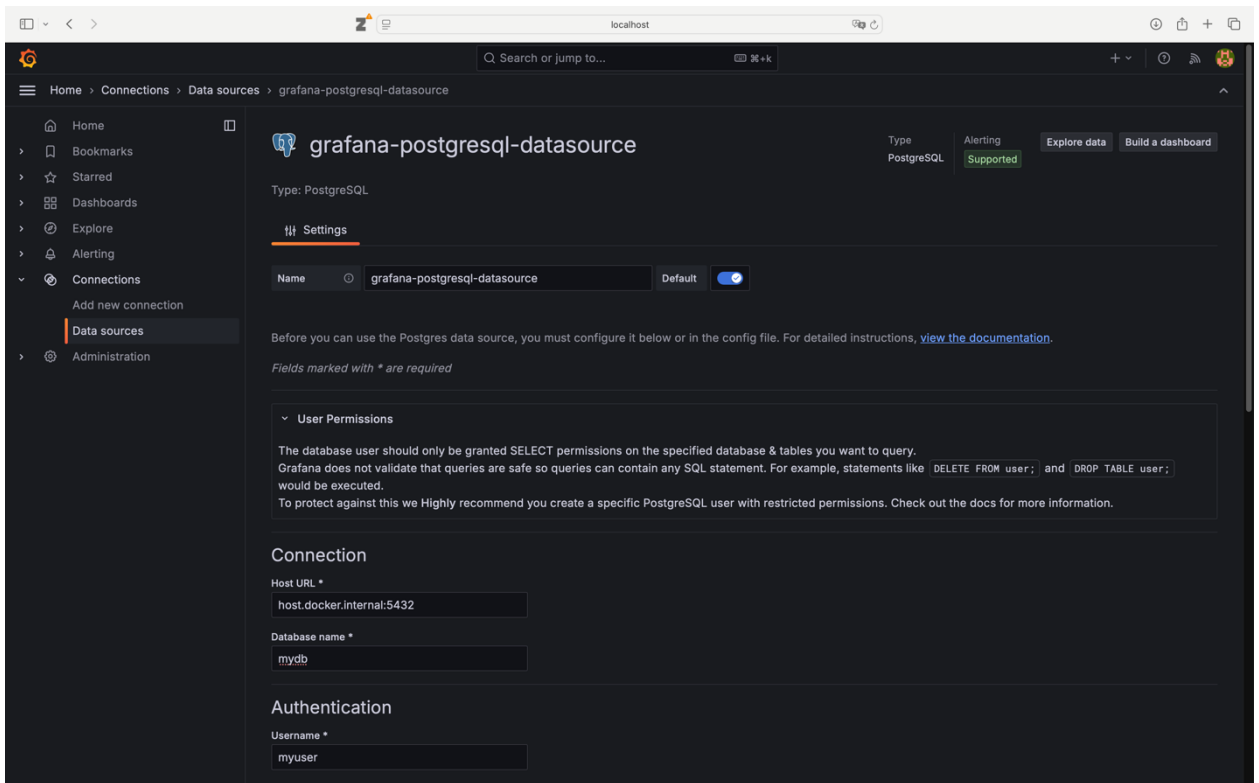 localhost
Search or jump to...
⌘+k
Home › Connections › Data sources › grafana-postgresql-datasource
Home
Bookmarks
Starred
Dashboards
Explore
Alerting
Connections
Add new connection
Data sources
Administration
grafana-postgresql-datasource
Type
PostgreSQL
Alerting
Supported
Explore data
Build a dashboard
Type: PostgreSQL
Settings
Name
grafana-postgresql-datasource
Default
Before you can use the Postgres data source, you must configure it below or in the config file. For detailed instructions, view the documentation.
Fields marked with * are required
User Permissions
The database user should only be granted SELECT permissions on the specified database & tables you want to query.
Grafana does not validate that queries are safe so queries can contain any SQL statement. For example, statements like DELETE FROM user; and DROP TABLE user;
would be executed.
To protect against this we Highly recommend you create a specific PostgreSQL user with restricted permissions. Check out the docs for more information.
Connection
Host URL *
host.docker.internal:5432
Database name *
mydb
Authentication
Username *
myuser